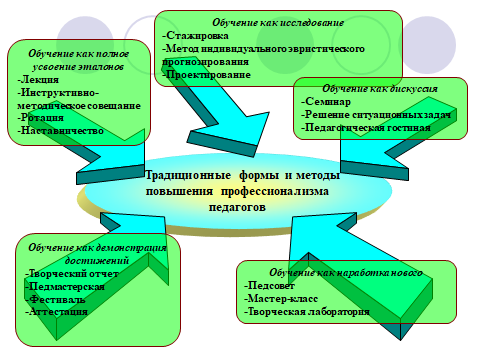 Обучение как исследование
-Стажировка
-Метод индивидуального эвристического
прогнозирования
-Проектирование
Обучение как полное
усвоение эталонов
-Лекция
-Инструктивно-
методическое совещание
-Ротация
-Наставничество
Обучение как дискуссия
-Семинар
-Решение ситуационных задач
-Педагогическая гостиная
Традиционные формы и методы
повышения профессионализма
педагогов
Обучение как демонстрация
достижений
-Творческий отчет
-Педмастерская
-Фестиваль
-Аттестация
Обучение как наработка нового
-Педсовет
-Мастер-класс
-Творческая лаборатория